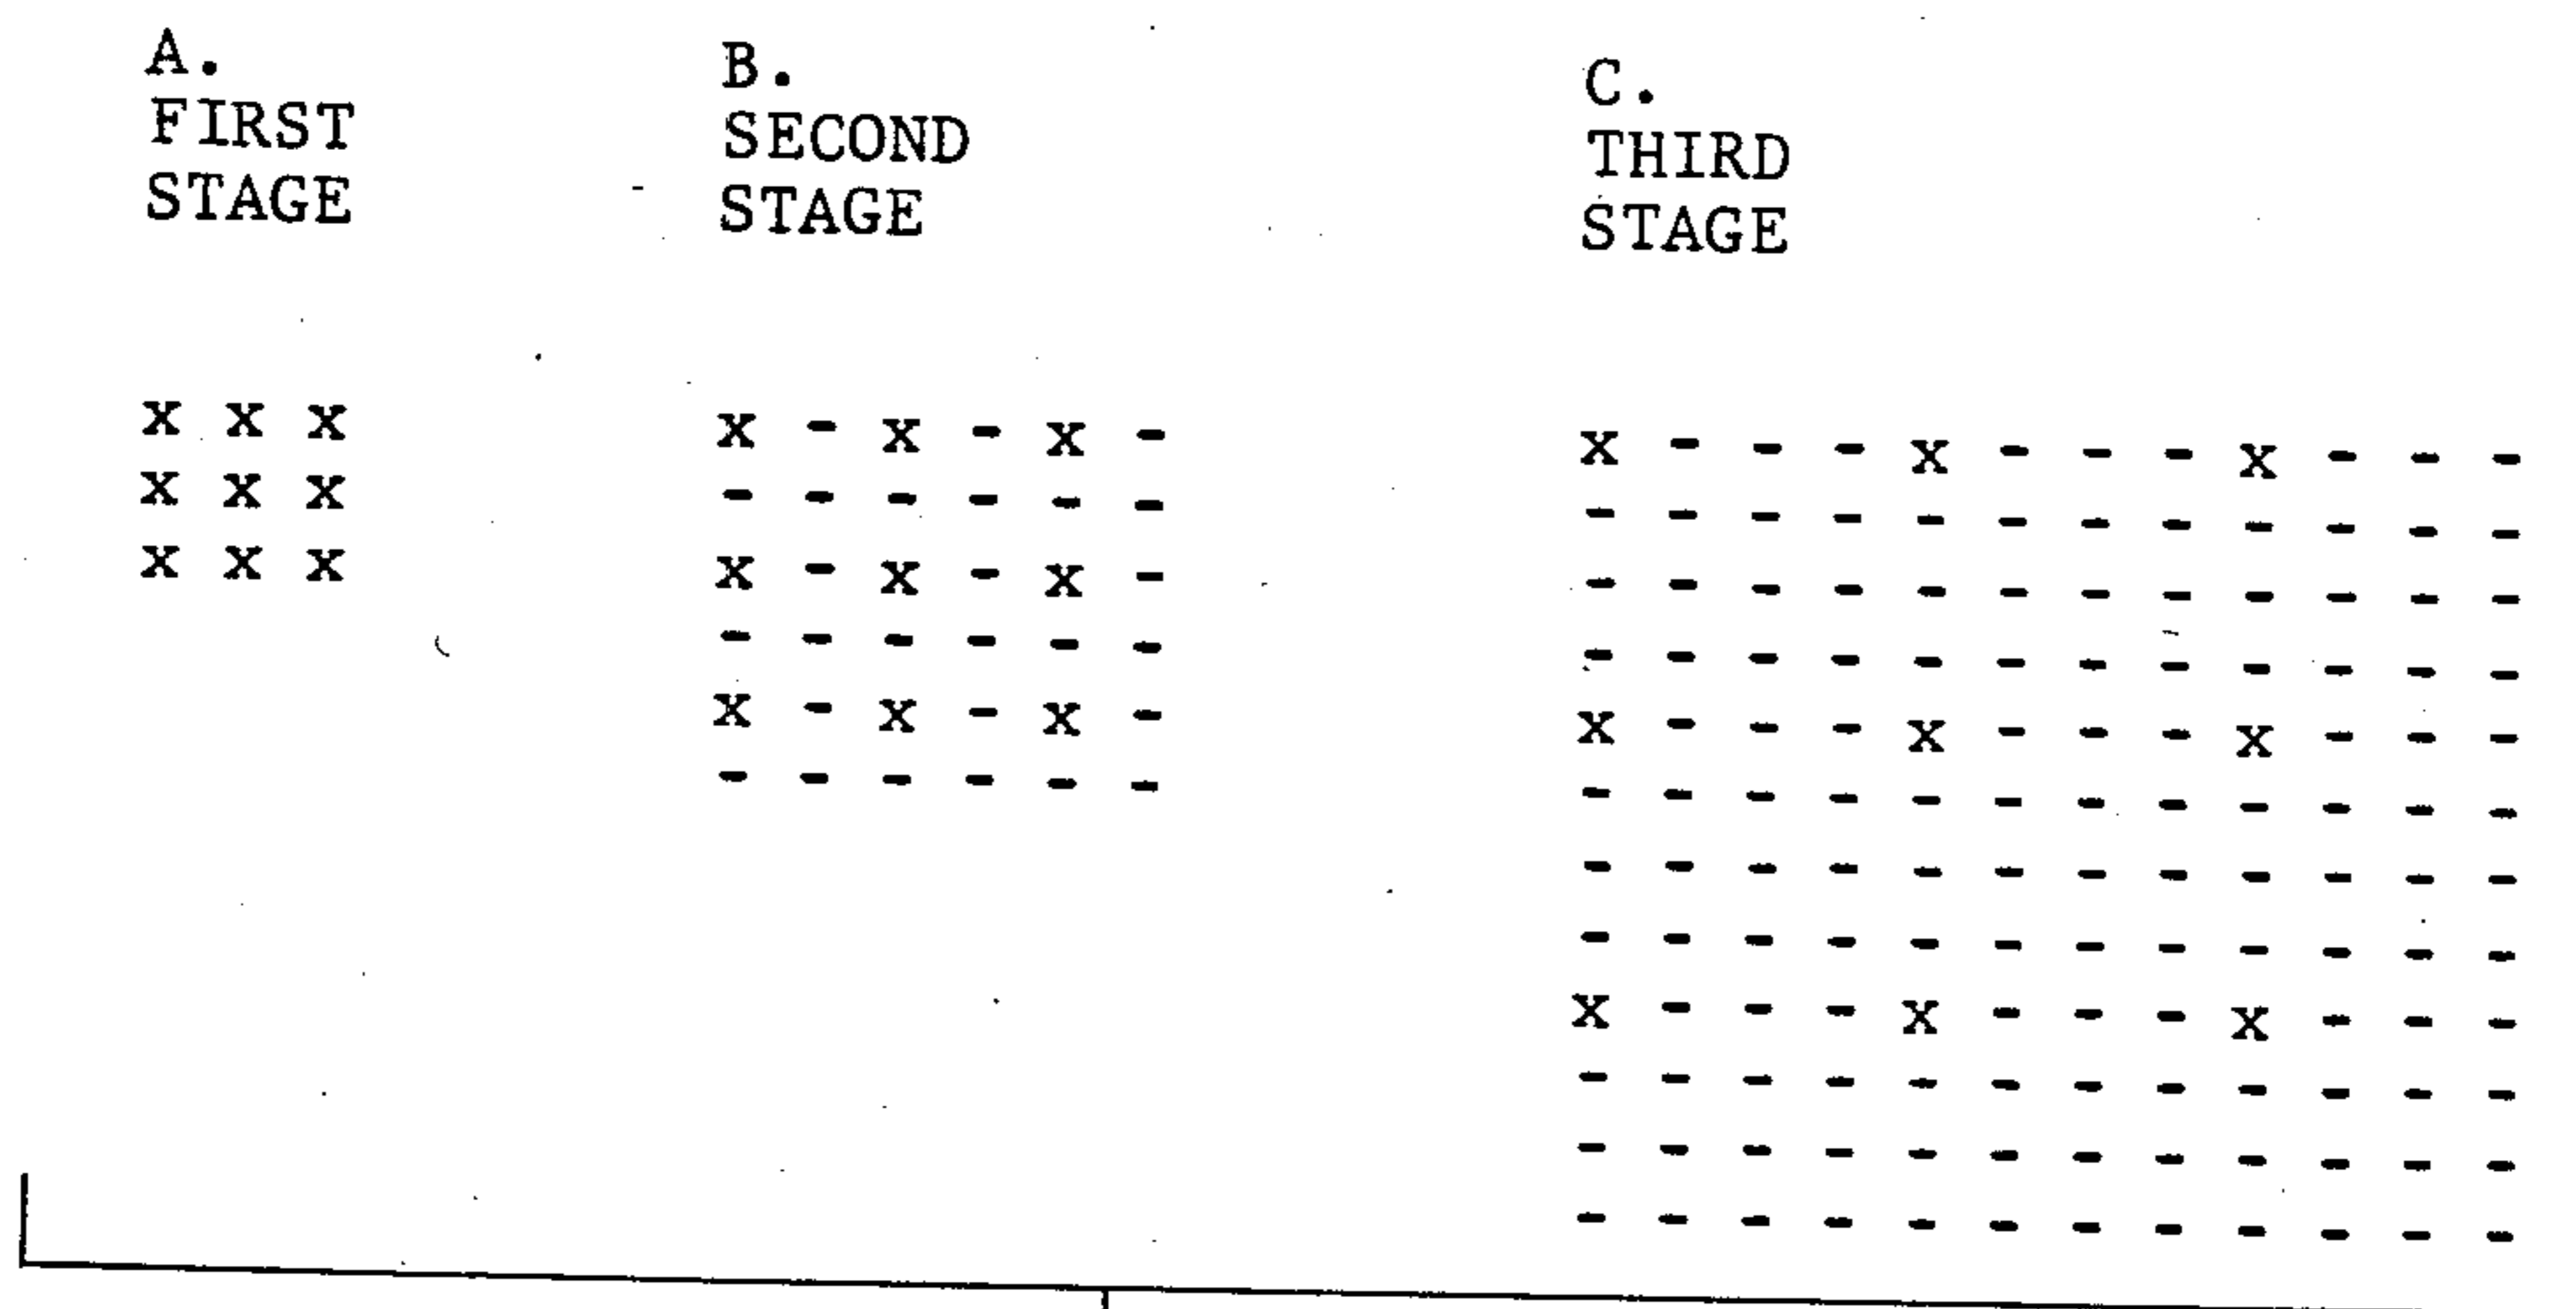 A.
FIRST
STAGE
x x x
x x x
x x x
B.
SECOND
STAGE
x - x - x -
- - - - - -
x - x - x -
- - - - - -
x - x - x -
- - - - - -
C.
THIRD
STAGE
x - - - x - - - x - - -
- - - - - - - - - - - -
- - - - - - - - - - - -
- - - - - - - - - - - -
x - - - x - - - x - - -
- - - - - - - - - - - -
- - - - - - - - - - - -
- - - - - - - - - - - -
x - - - x - - - x - - -
- - - - - - - - - - - -
- - - - - - - - - - - -
- - - - - - - - - - - -